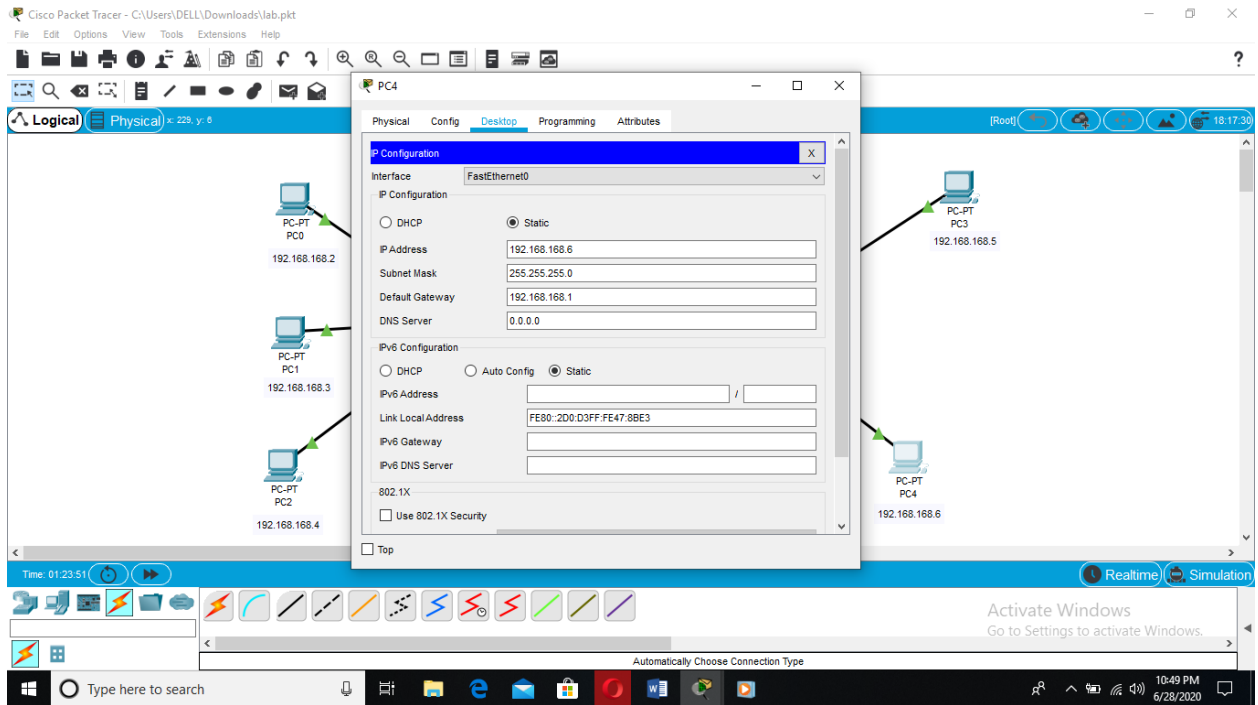 Cisco Packet Tracer - C:\Users\DELL\Downloads\lab.pkt
File Edit Options View Tools Extensions Help
?
Logical Physical x: 229, y: 6 [Root] 18:17:30
PC4
Physical Config Desktop Programming Attributes
IP Configuration X
Interface FastEthernet0
IP Configuration
DHCP Static
IP Address 192.168.168.6
Subnet Mask 255.255.255.0
Default Gateway 192.168.168.1
DNS Server 0.0.0.0
IPv6 Configuration
DHCP Auto Config Static
IPv6 Address /
Link Local Address FE80::2D0:D3FF:FE47:8BE3
IPv6 Gateway
IPv6 DNS Server
802.1X
Use 802.1X Security
Top
PC-PT
PC0
192.168.168.2
PC-PT
PC1
192.168.168.3
PC-PT
PC2
192.168.168.4
PC-PT
PC3
192.168.168.5
PC-PT
PC4
192.168.168.6
Time: 01:23:51 Realtime Simulation
Activate Windows
Go to Settings to activate Windows.
Automatically Choose Connection Type
Type here to search
10:49 PM
6/28/2020